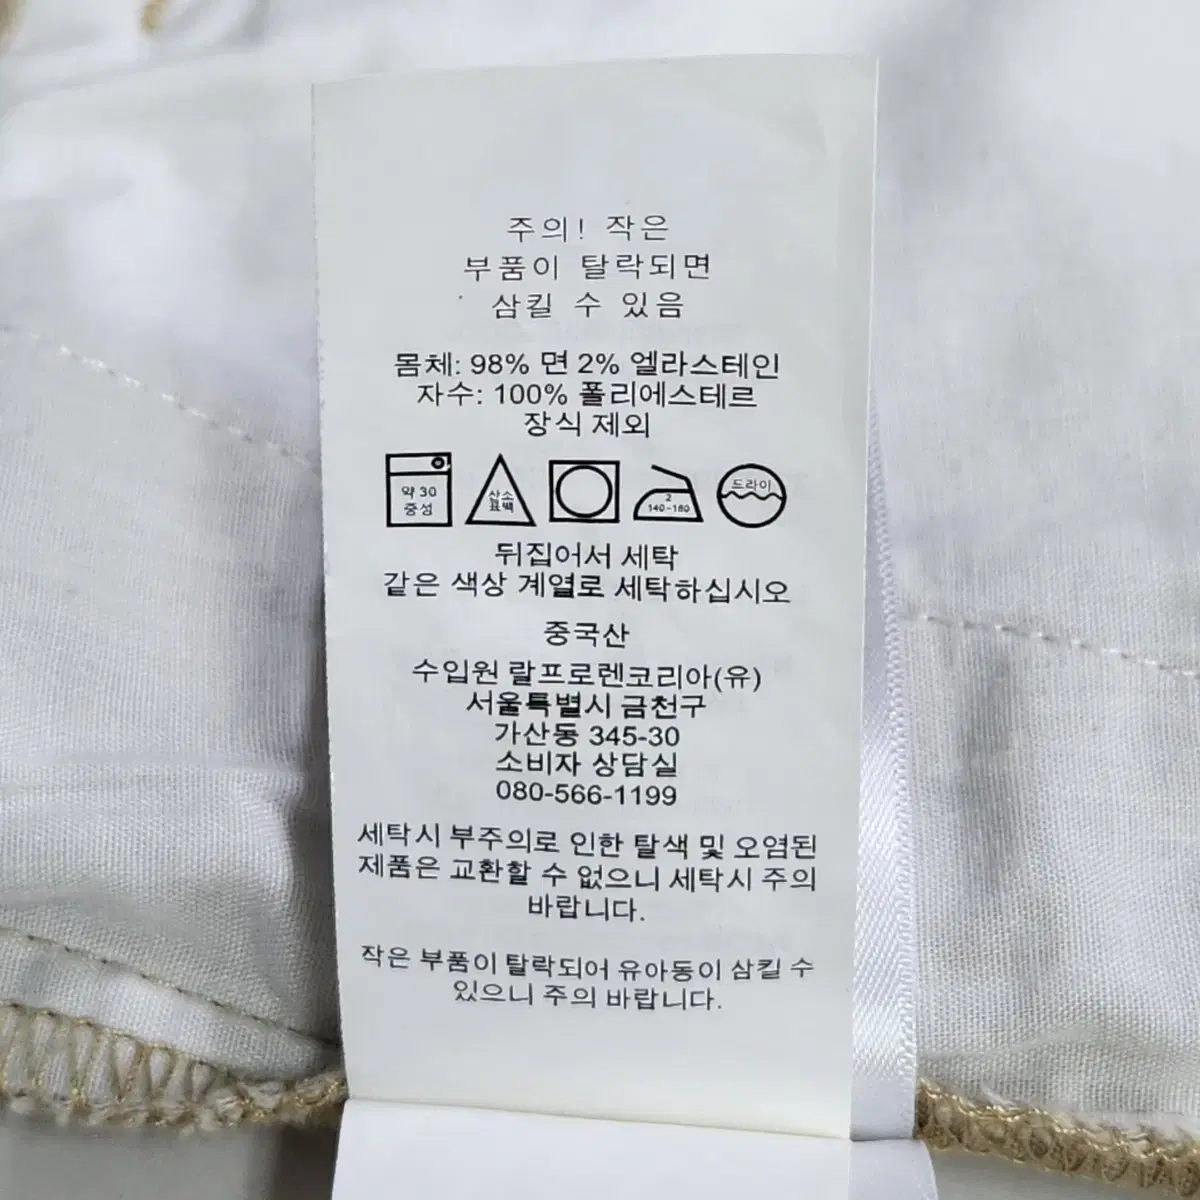 주의! 작은
부품이 탈락되면
삼킬 수 있음
몸체: 98% 면 2% 엘라스테인
자수: 100% 폴리에스테르
장식 제외
약 30
중성
산소
표백
2
140-160
드라이
뒤집어서 세탁
같은 색상 계열로 세탁하십시오
중국산
수입원 랄프로렌코리아(유)
서울특별시 금천구
가산동 345-30
소비자 상담실
080-566-1199
세탁시 부주의로 인한 탈색 및 오염된
제품은 교환할 수 없으니 세탁시 주의
바랍니다.
작은 부품이 탈락되어 유아동이 삼킬 수
있으니 주의 바랍니다.